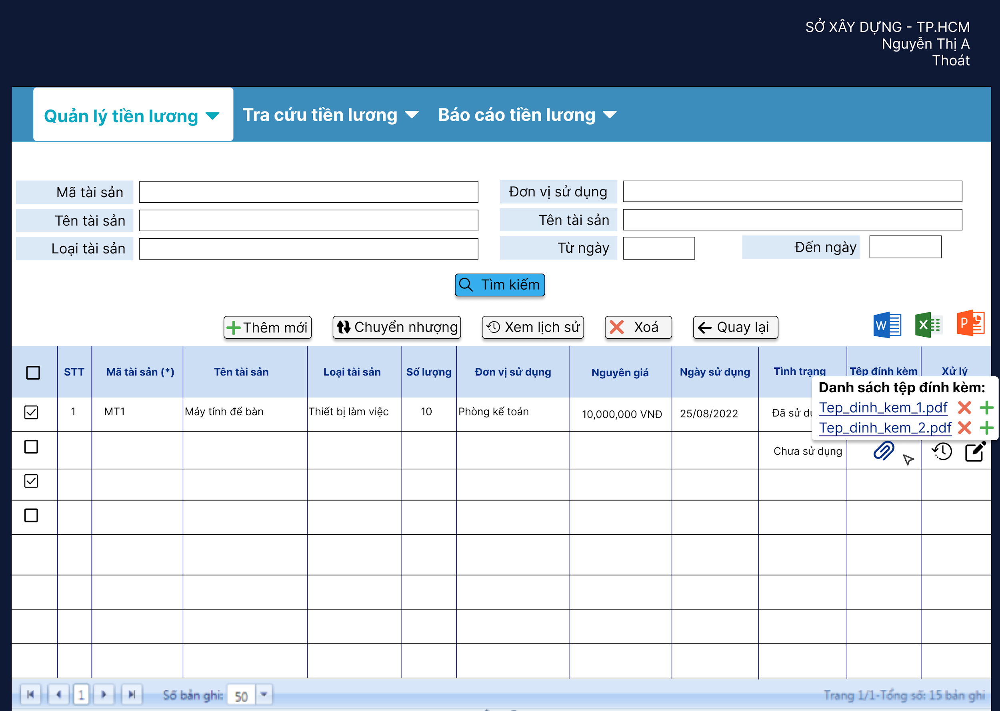 SỞ XÂY DỰNG - TP.HCM
Nguyễn Thị A
Thoát
Quản lý tiền lương Tra cứu tiền lương Báo cáo tiền lương
Mã tài sản Đơn vị sử dụng
Tên tài sản Tên tài sản
Loại tài sản Từ ngày Đến ngày
Tìm kiếm
Thêm mới Chuyển nhượng Xem lịch sử Xoá Quay lại W X P
STT Mã tài sản (*) Tên tài sản Loại tài sản Số lượng Đơn vị sử dụng Nguyên giá Ngày sử dụng Tình trạng Tệp đính kèm Xử lý
Danh sách tệp đính kèm:
1 MT1 Máy tính để bàn Thiết bị làm việc 10 Phòng kế toán 10,000,000 VNĐ 25/08/2022 Đã sử
Tep_dinh_kem_1.pdf
Tep_dinh_kem_2.pdf
Chưa sử dụng
1 Số bản ghi: 50 Trang 1/1-Tổng số: 15 bản ghi